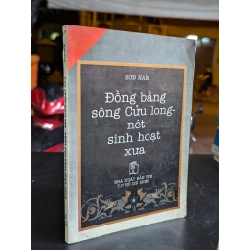 SƠN NAM
Đồng bằng
sông Cửu long-
nét
sinh hoạt
xưa
NHÀ XUẤT BẢN TRẺ
T.P HỒ CHÍ MINH